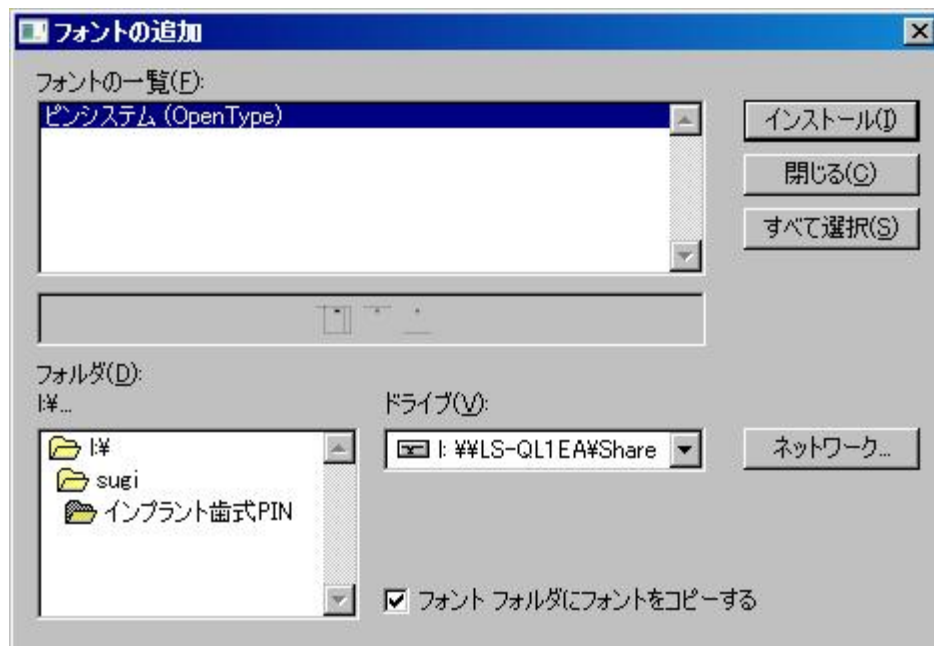 フォントの追加
フォントの一覧(F):
ピンシステム (OpenType)
インストール(I)
閉じる(C)
すべて選択(S)
フォルダ(D):
I:¥...
I:¥
sugi
インプラント歯式PIN
ドライブ(V):
I: ¥¥LS-QL1EA¥Share
ネットワーク...
フォント フォルダにフォントをコピーする